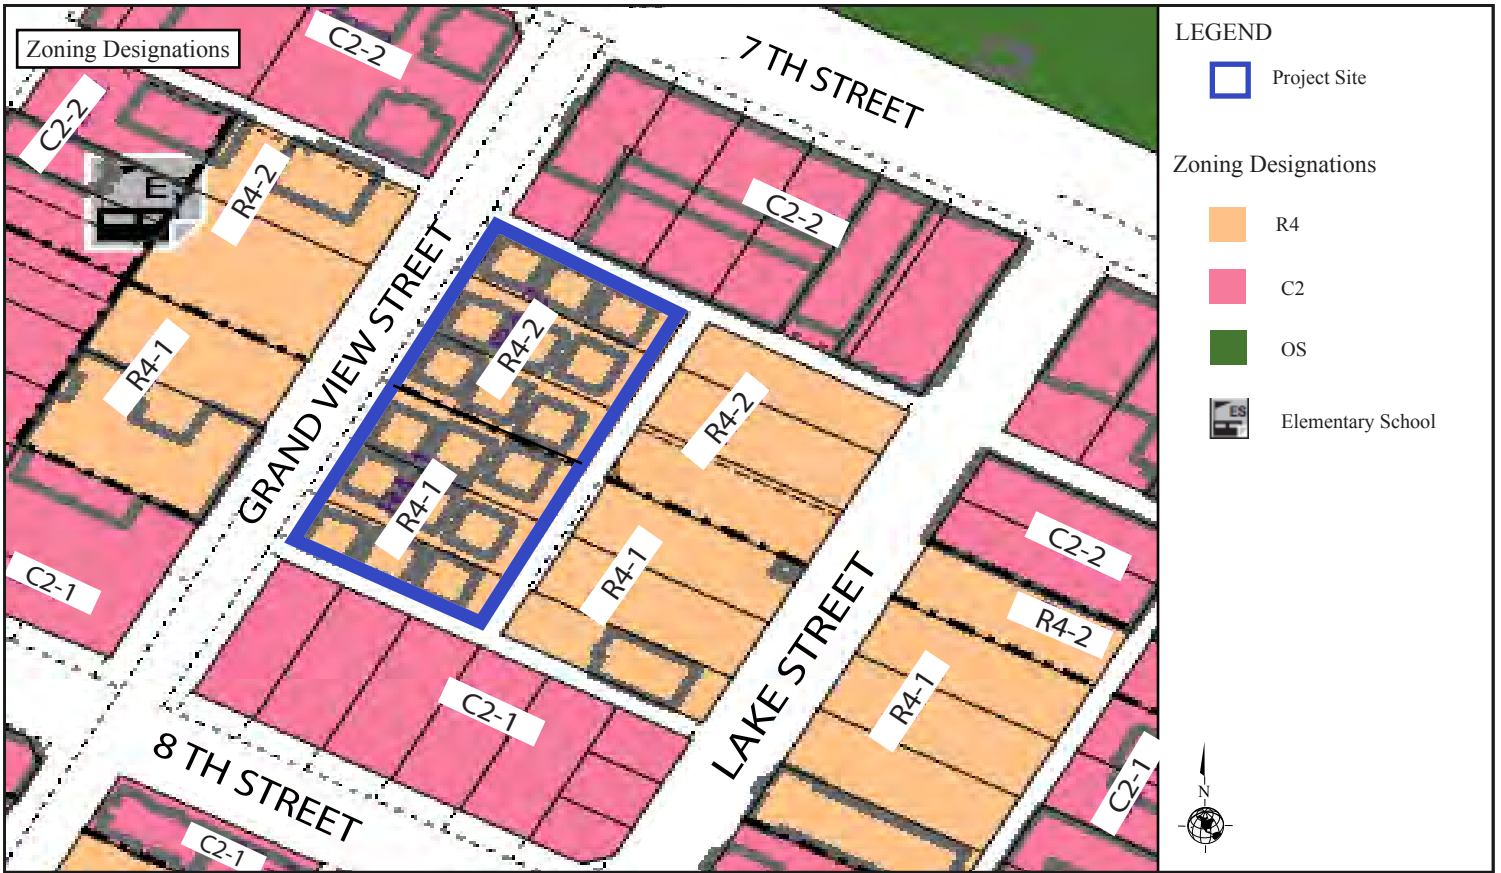 Zoning Designations
C2-2
7 TH STREET
C2-2
E
R4-2
C2-2
GRAND VIEW STREET
R4-2
R4-1
R4-2
R4-1
C2-2
R4-1
R4-2
C2-1
LAKE STREET
R4-1
C2-1
8 TH STREET
C2-1
C2-1
LEGEND
Project Site
Zoning Designations
R4
C2
OS
ES
Elementary School
N